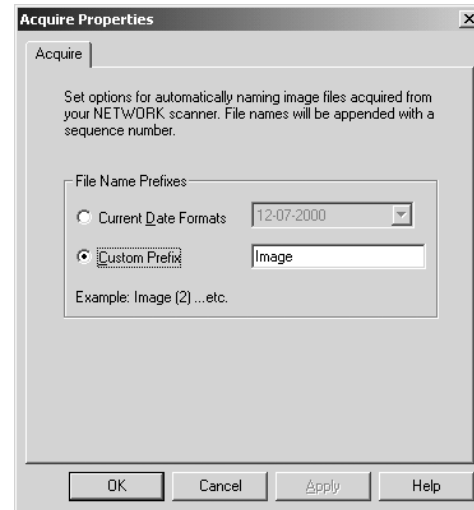 Acquire Properties
Acquire
Set options for automatically naming image files acquired from
your NETWORK scanner. File names will be appended with a
sequence number.
File Name Prefixes
Current Date Formats 12-07-2000
Custom Prefix Image
Example: Image (2) ...etc.
OK Cancel Apply Help